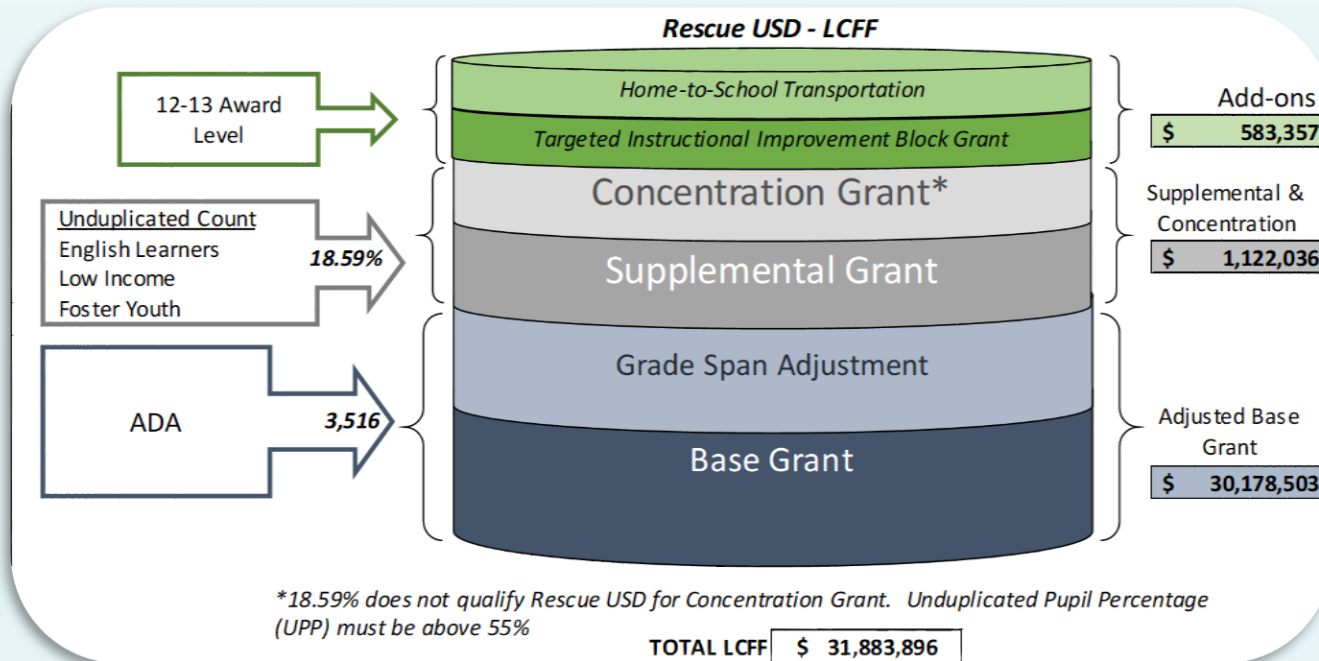 Rescue USD - LCFF
Home-to-School Transportation
Targeted Instructional Improvement Block Grant
Concentration Grant*
Supplemental Grant
Grade Span Adjustment
Base Grant
12-13 Award
Level
Unduplicated Count
English Learners
Low Income
Foster Youth
18.59%
ADA
3,516
Add-ons
$ 583,357
Supplemental &
Concentration
$ 1,122,036
Adjusted Base
Grant
$ 30,178,503
*18.59% does not qualify Rescue USD for Concentration Grant. Unduplicated Pupil Percentage
(UPP) must be above 55%
TOTAL LCFF $ 31,883,896